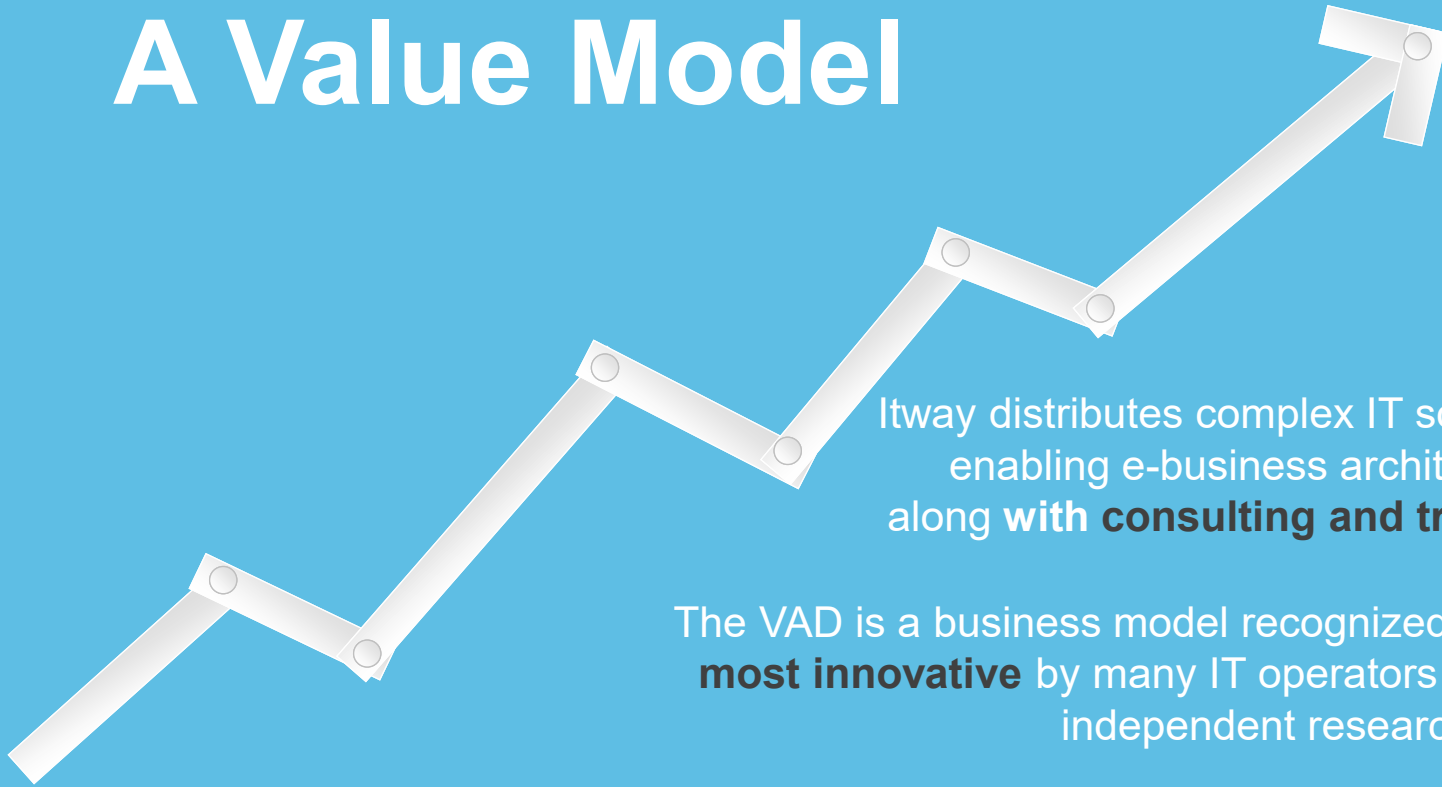 A Value Model
Itway distributes complex IT
enabling e-business
along with consulting and
The VAD is a business model recognized
most innovative by many IT operators
independent